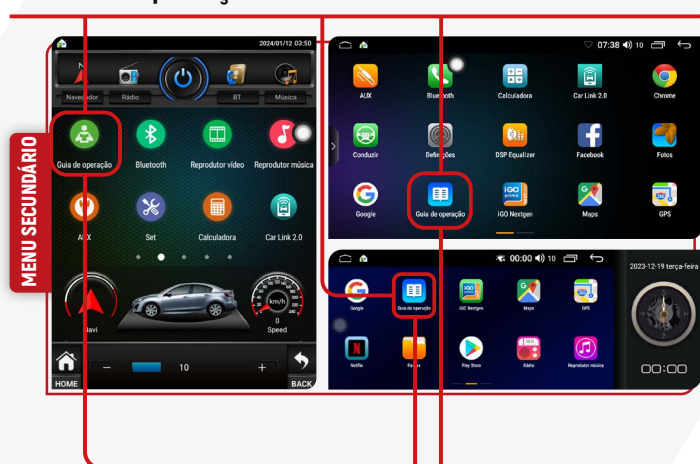 MENU SECUNDÁRIO
2024/01/12 03:50
Navegador Rádio BT Música
Guia de operação Bluetooth Reprodutor vídeo Reprodutor música
AUX Set Calculadora Car Link 2.0
Navi
km/h
0
Speed
HOME - 10 + BACK
07:38 10
AUX Bluetooth Calculadora Car Link 2.0 Chrome
Conduzir Definições DSP Equalizer Facebook Fotos
Google Guia de operação iGO Nextgen Maps GPS
00:00 10
Google Guia de operação iGO Nextgen Maps GPS
Netflix Play Store Rádio Reprodutor música
2023-12-19 terça-feira
00:00